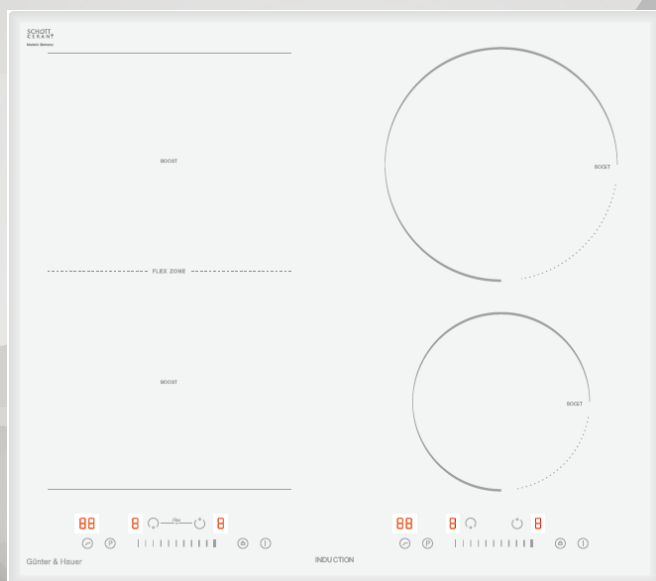 SCHOTT
CERAN®
BOOST
BOOST
FLEX ZONE
BOOST
BOOST
88 8 8
88 8 8
P
P
Günter & Hauer
INDUCTION